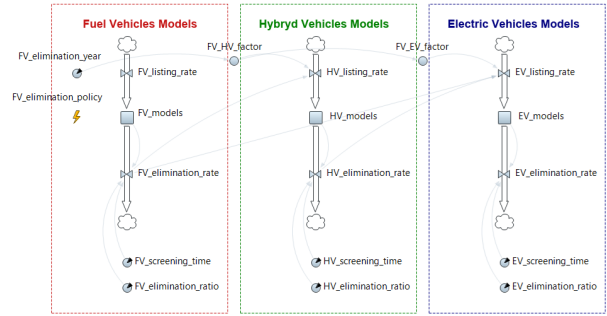 Fuel Vehicles Models
Hybryd Vehicles Models
Electric Vehicles Models
FV_elimination_year
FV_HV_factor
FV_EV_factor
FV_listing_rate
HV_listing_rate
EV_listing_rate
FV_elimination_policy
FV_models
HV_models
EV_models
FV_elimination_rate
HV_elimination_rate
EV_elimination_rate
FV_screening_time
HV_screening_time
EV_screening_time
FV_elimination_ratio
HV_elimination_ratio
EV_elimination_ratio